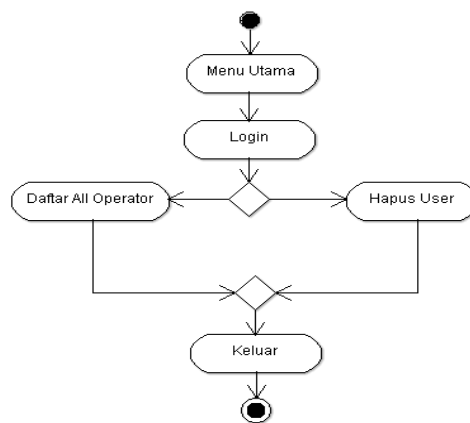 Menu Utama
Login
Daftar All Operator
Hapus User
Keluar